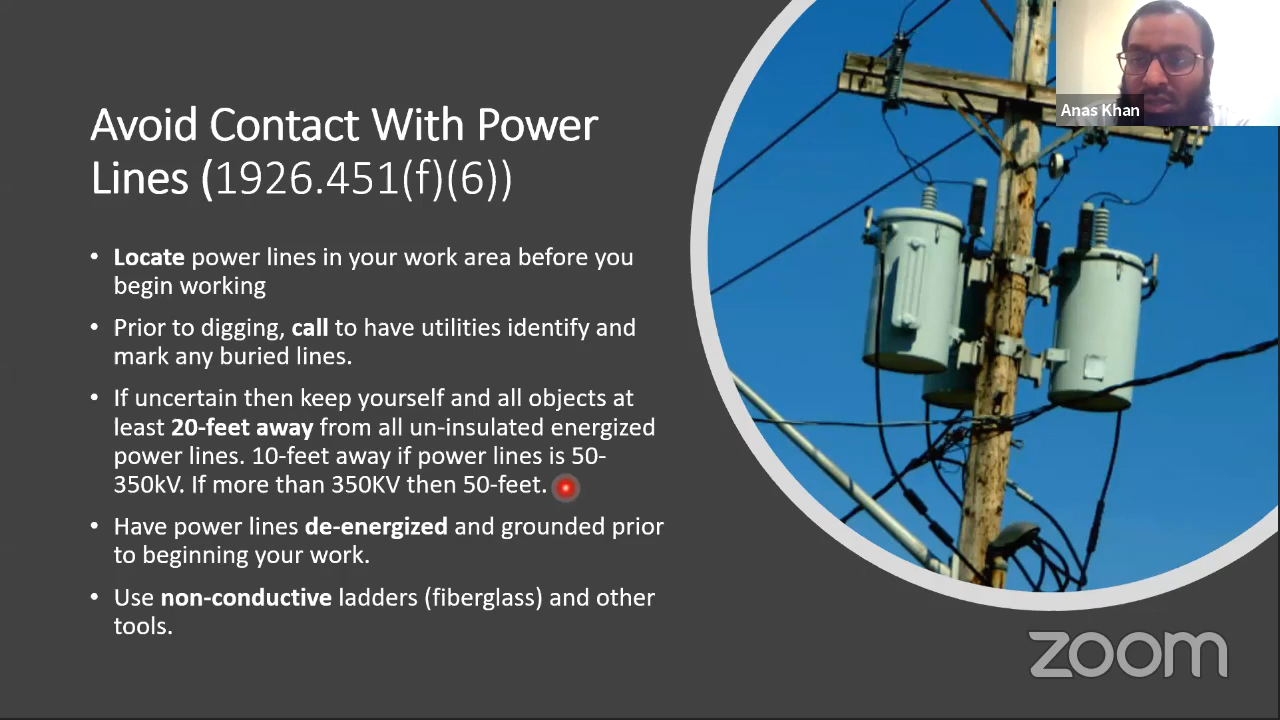 Avoid Contact With Power
Lines (1926.451(f)(6))
• Locate power lines in your work area before you
begin working
• Prior to digging, call to have utilities identify and
mark any buried lines.
• If uncertain then keep yourself and all objects at
least 20-feet away from all un-insulated energized
power lines. 10-feet away if power lines is 50-
350kV. If more than 350KV then 50-feet.
• Have power lines de-energized and grounded prior
to beginning your work.
• Use non-conductive ladders (fiberglass) and other
tools.
Anas Khan
zoom